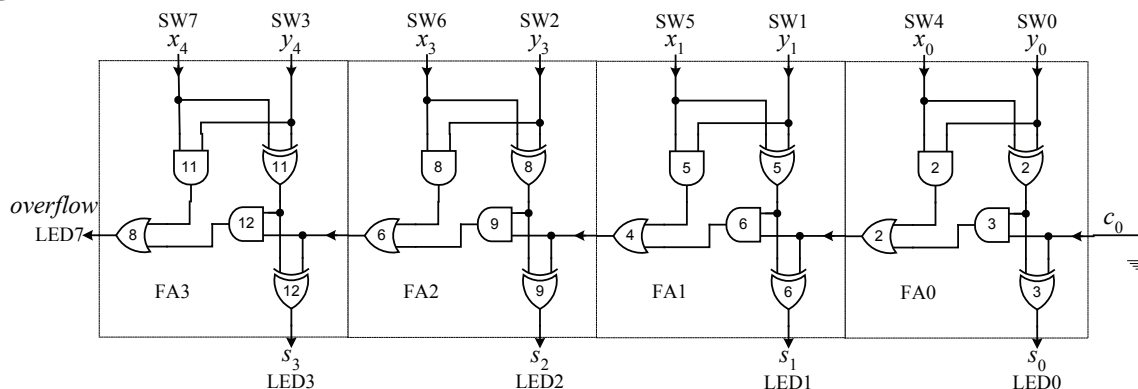 SW7 SW3 SW6 SW2 SW5 SW1 SW4 SW0
x4 y4 x3 y3 x1 y1 x0 y0
11 11 8 8 5 5 2 2
overflow c0
LED7 8 12 6 9 4 6 2 3
FA3 12 FA2 9 FA1 6 FA0 3
s3 s2 s1 s0
LED3 LED2 LED1 LED0